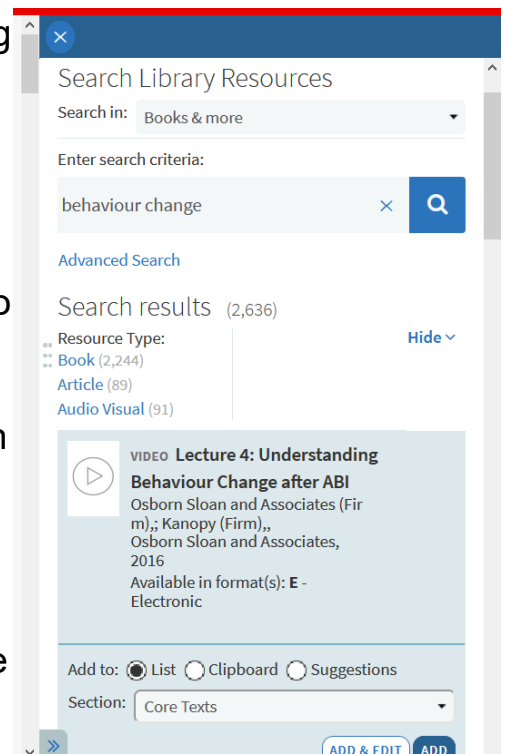 g
Search Library Resources
Search in: Books & more
Enter search criteria:
behaviour change
Advanced Search
o
Search results (2,636)
Resource Type:
Hide
Book (2,244)
Article (89)
Audio Visual (91)
n
VIDEO Lecture 4: Understanding
Behaviour Change after ABI
Osborn Sloan and Associates (Fir
m),; Kanopy (Firm),,
Osborn Sloan and Associates,
2016
Available in format(s): E -
Electronic
e
Add to: List Clipboard Suggestions
Section: Core Texts
ADD & EDIT ADD